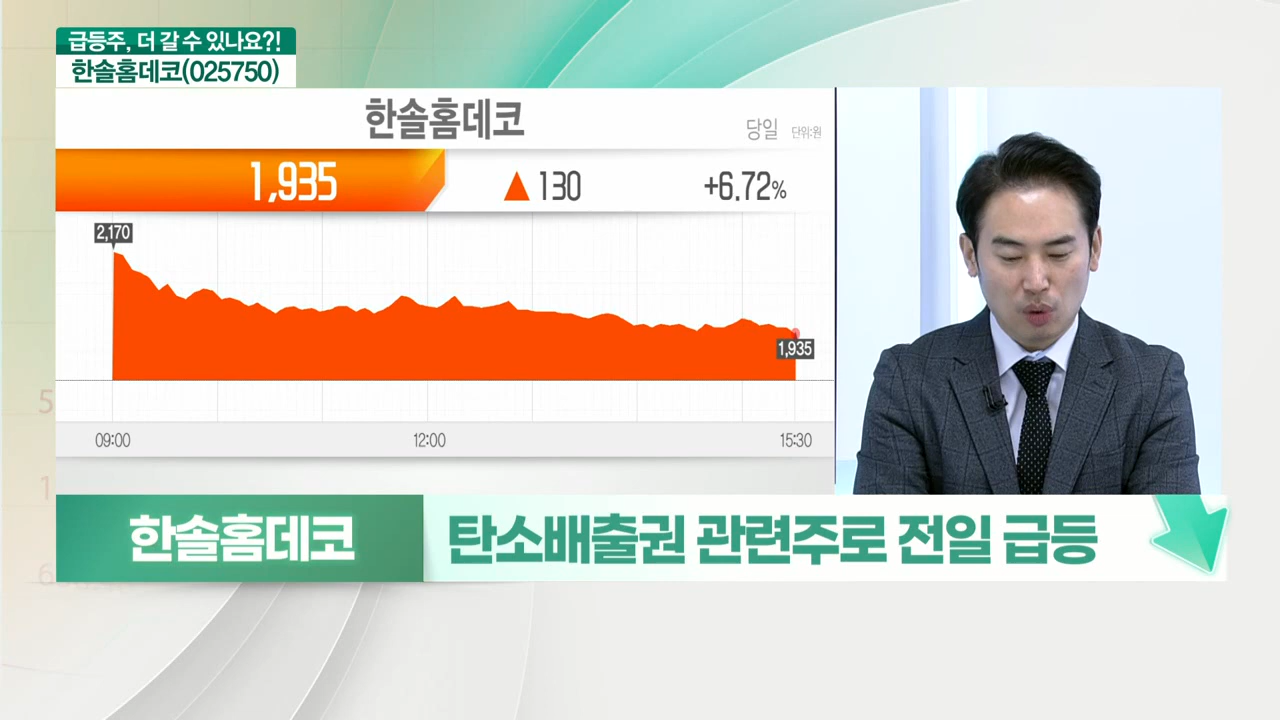 급등주, 더 갈 수 있나요?!
한솔홈데코(025750)
한솔홈데코
당일 단위:원
1,935 ▲130 +6.72%
2,170
1,935
09:00 12:00 15:30
한솔홈데코 탄소배출권 관련주로 전일 급등
5
1
6